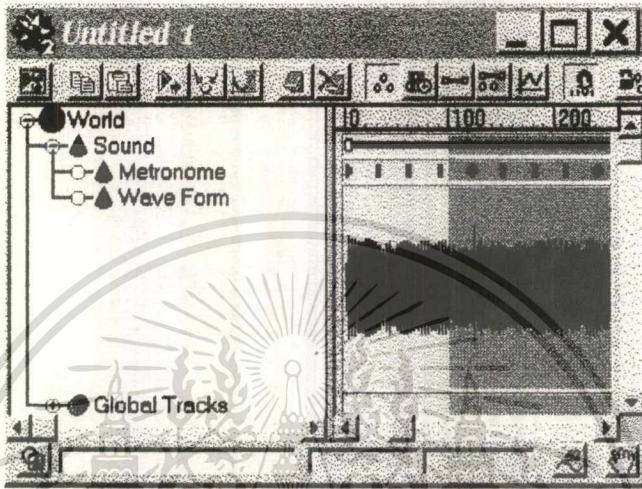 Untitled 1
World
0 100 200
Sound
Metronome
Wave Form
Global Tracks